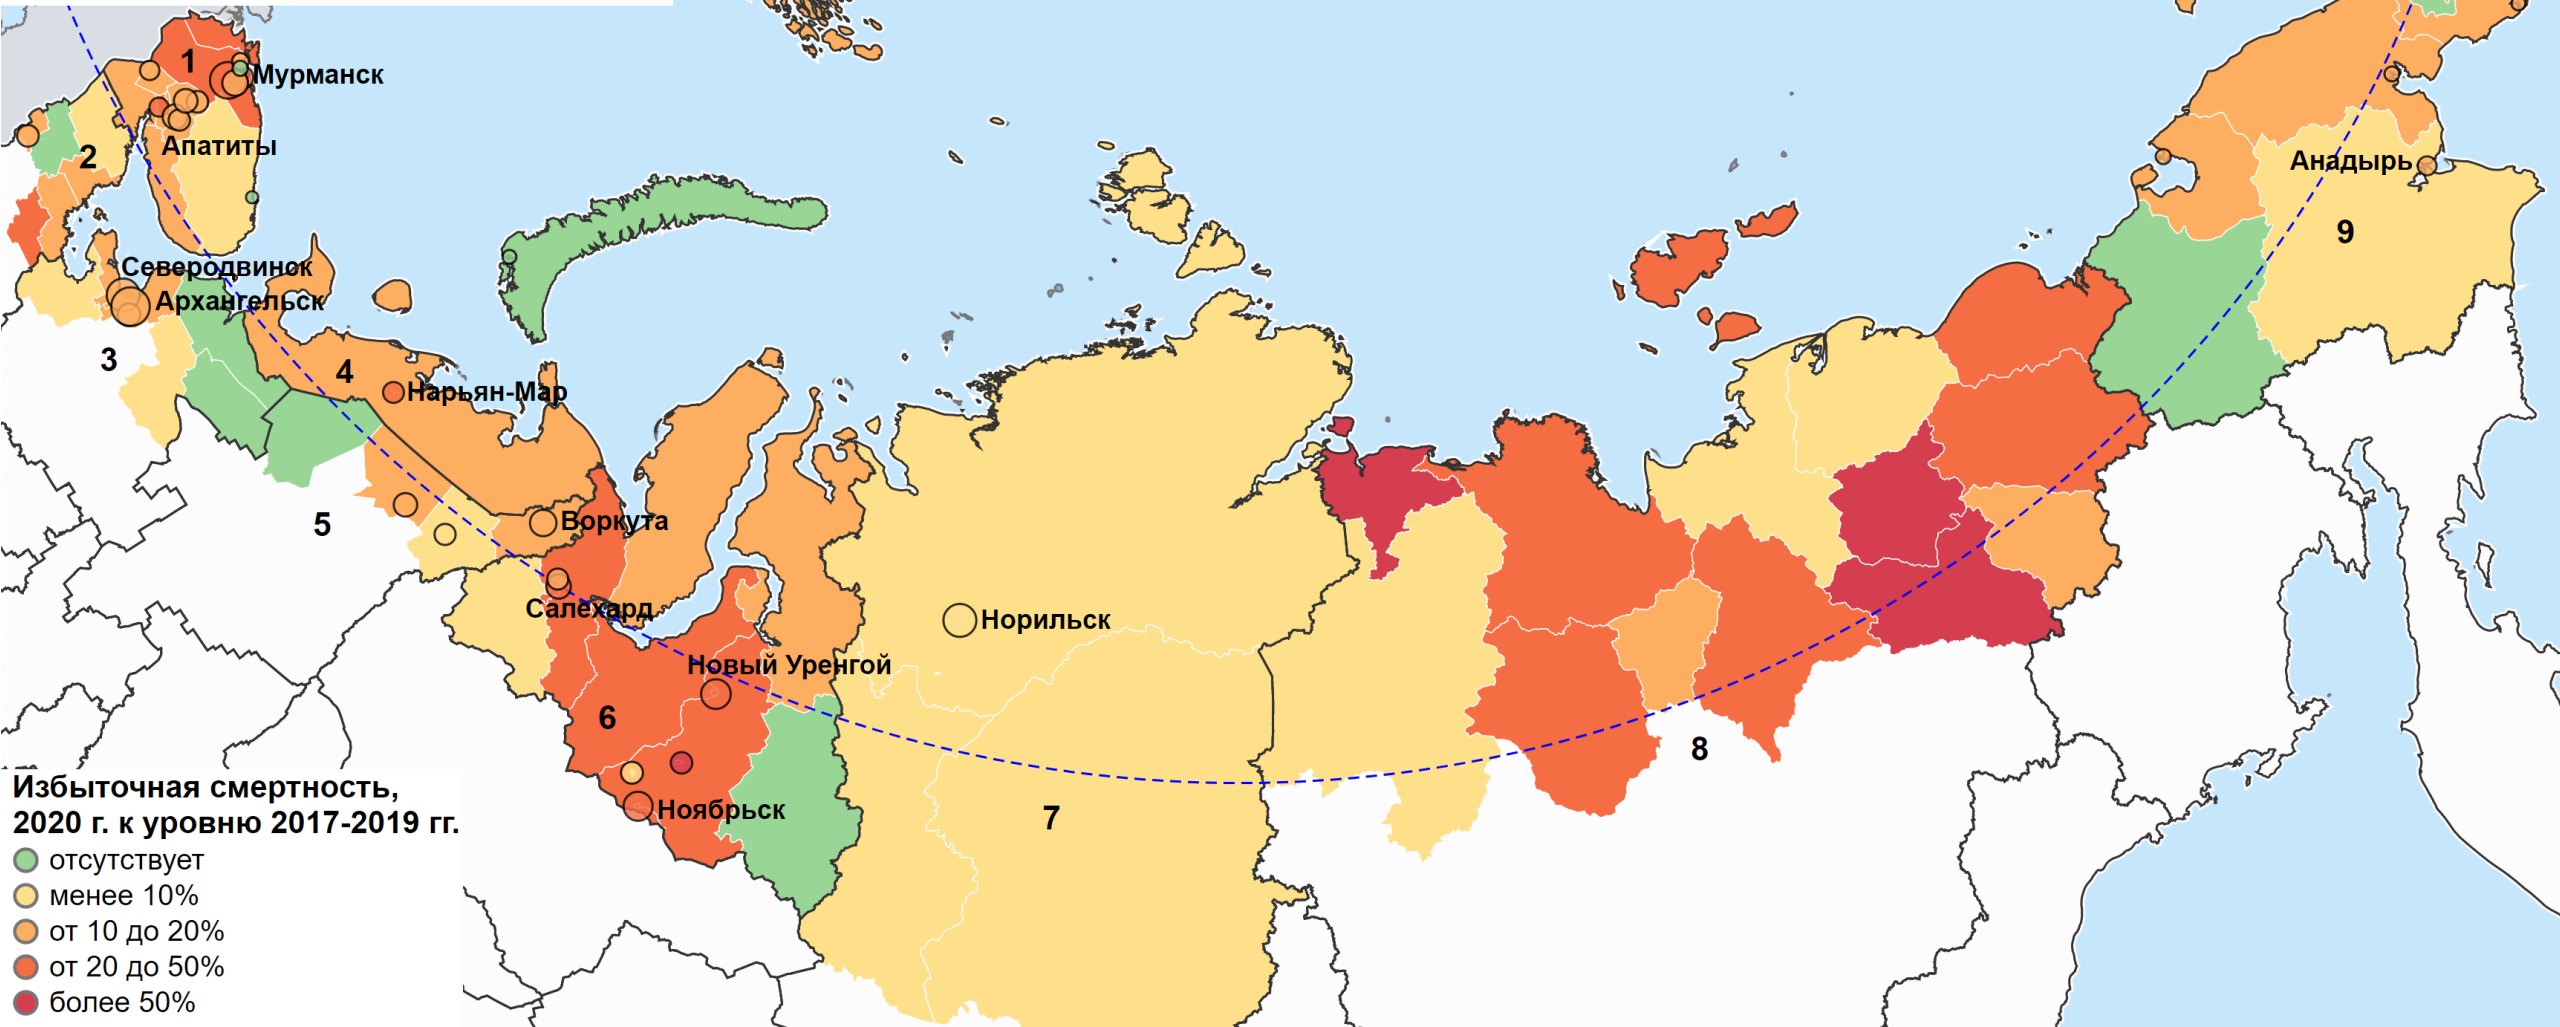 1
Мурманск
Апатиты
2
Анадырь
9
Северодвинск
Архангельск
3
4
Нарьян-Мар
5
Воркута
Салехард
Норильск
Новый Уренгой
6
8
Ноябрьск
7
Избыточная смертность,
2020 г. к уровню 2017-2019 гг.
отсутствует
менее 10%
от 10 до 20%
от 20 до 50%
более 50%